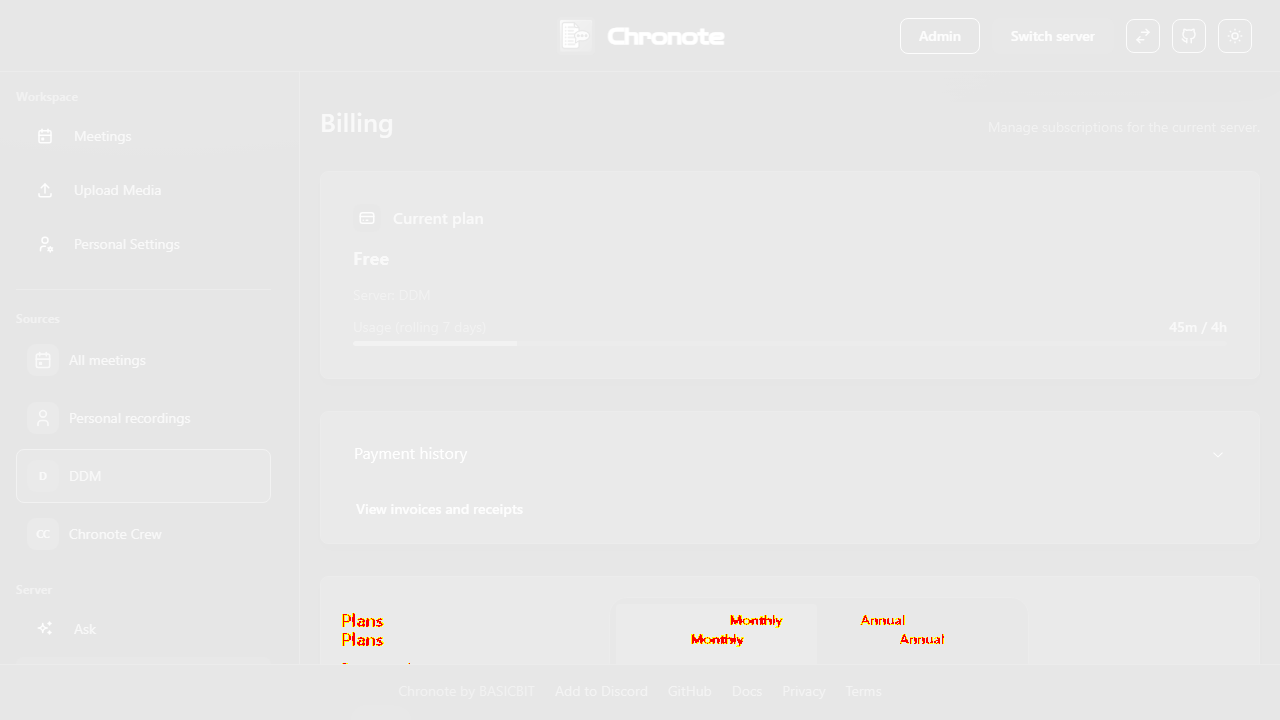 Chronote
Admin
Switch server
Workspace
Meetings
Upload Media
Personal Settings
Sources
All meetings
Personal recordings
D DDM
CC Chronote Crew
Server
Ask
Billing
Manage subscriptions for the current server.
Current plan
Free
Server: DDM
Usage (rolling 7 days)
45m / 4h
Payment history
View invoices and receipts
Plans
Monthly Annual
Plans
Monthly Annual
Chronote by BASICBIT Add to Discord GitHub Docs Privacy Terms